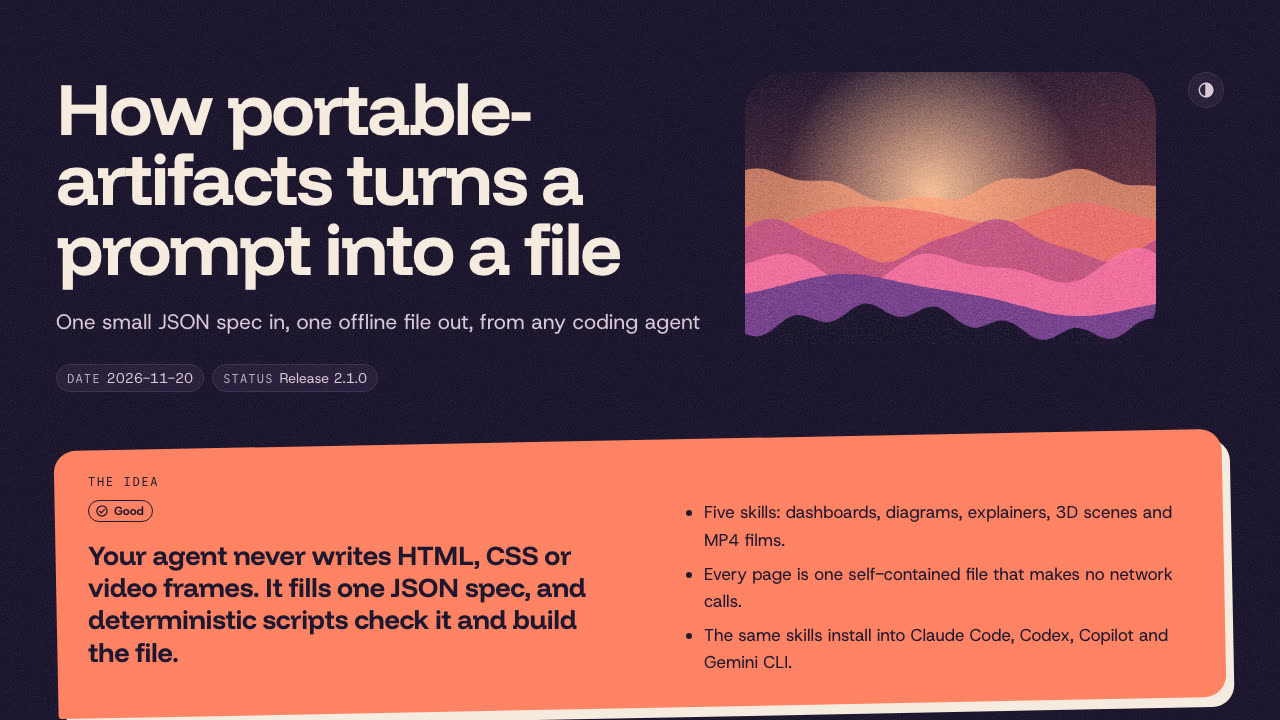 How portable-
artifacts turns a
prompt into a file
One small JSON spec in, one offline file out, from any coding agent
DATE 2026-11-20
STATUS Release 2.1.0
THE IDEA
Good
Your agent never writes HTML, CSS or
video frames. It fills one JSON spec, and
deterministic scripts check it and build
the file.
• Five skills: dashboards, diagrams, explainers, 3D scenes and
MP4 films.
• Every page is one self-contained file that makes no network
calls.
• The same skills install into Claude Code, Codex, Copilot and
Gemini CLI.